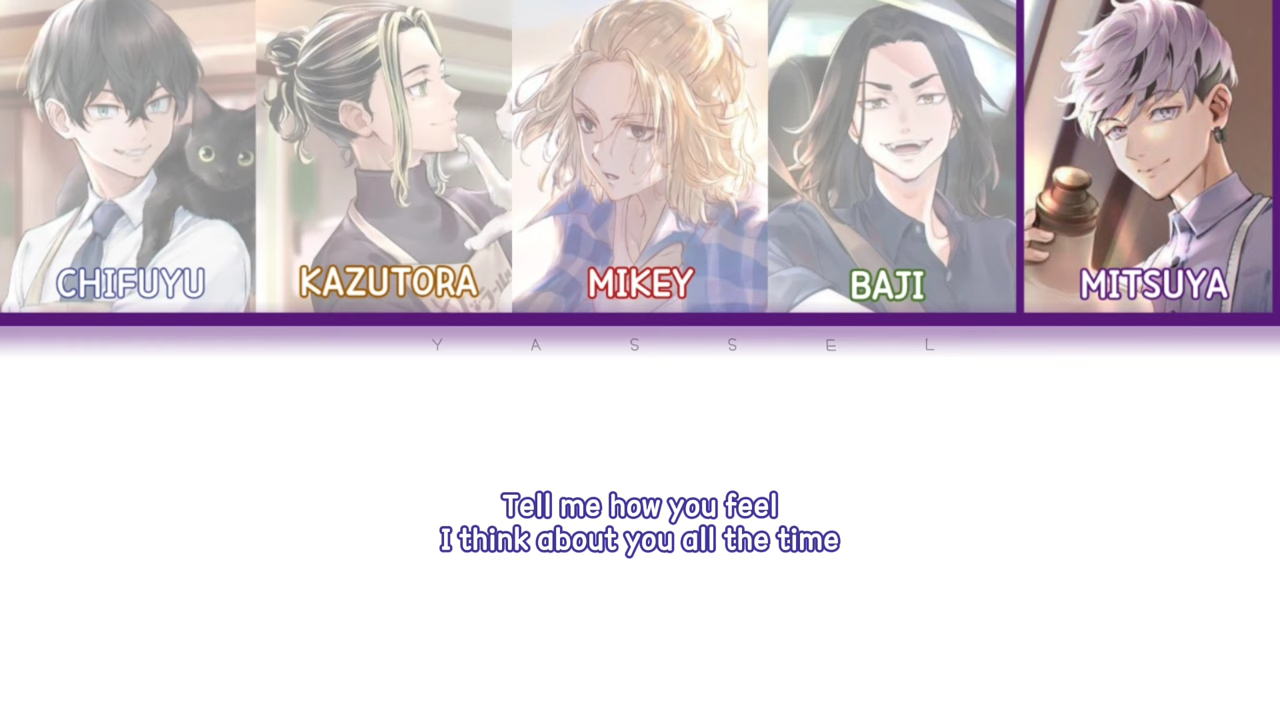 CHIFUYU
KAZUTORA
MIKEY
BAJI
MITSUYA
Y A S S E L
Tell me how you feel
I think about you all the time